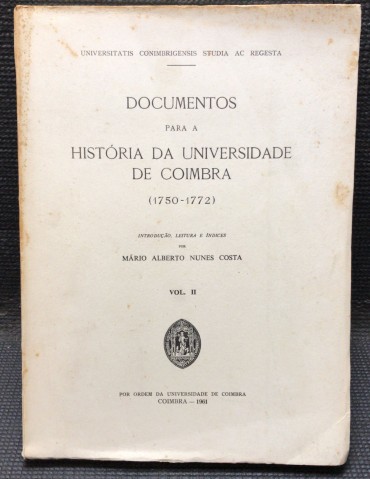 UNIVERSITATIS CONIMBRIGENSIS STUDIA AC REGESTA
DOCUMENTOS
PARA A
HISTÓRIA DA UNIVERSIDADE
DE COIMBRA
(1750-1772)
INTRODUÇÃO, LEITURA E ÍNDICES
POR
MÁRIO ALBERTO NUNES COSTA
VOL. II
POR ORDEM DA UNIVERSIDADE DE COIMBRA
COIMBRA — 1961